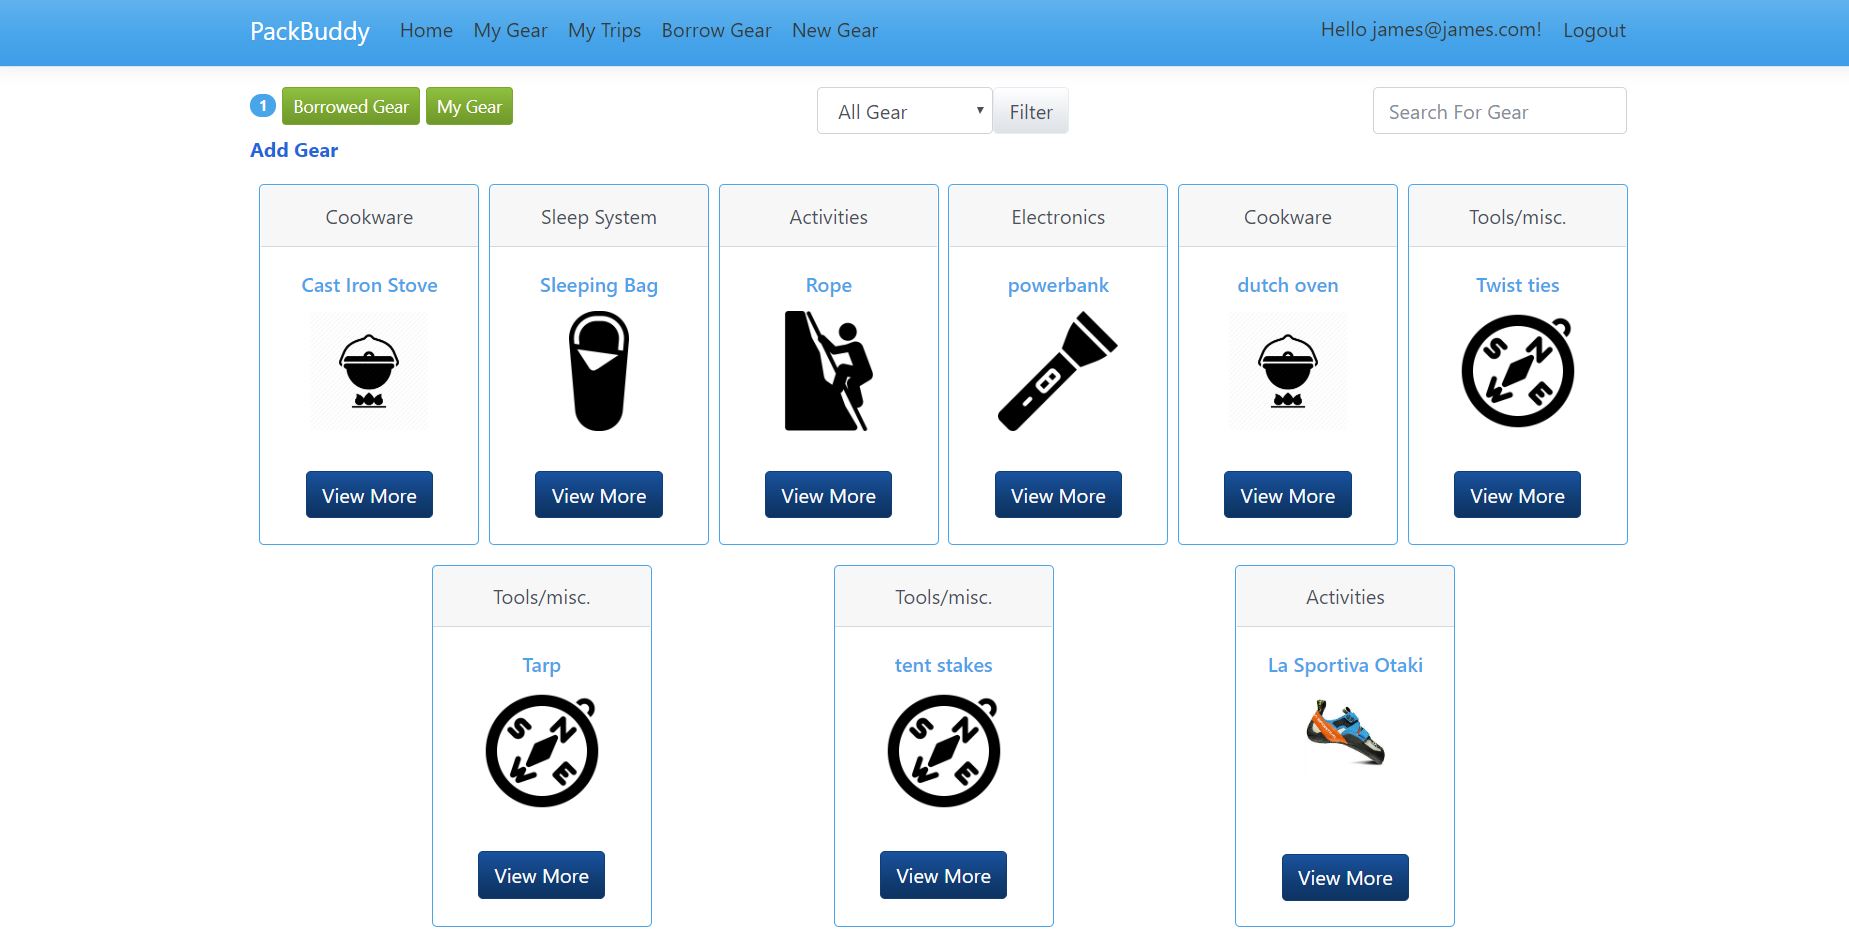 PackBuddy Home My Gear My Trips Borrow Gear New Gear Hello james@james.com! Logout
1 Borrowed Gear My Gear All Gear Filter Search For Gear
Add Gear
Cookware Sleep System Activities Electronics Cookware Tools/misc.
Cast Iron Stove Sleeping Bag Rope powerbank dutch oven Twist ties
S N W E
View More View More View More View More View More View More
Tools/misc. Tools/misc. Activities
Tarp tent stakes La Sportiva Otaki
S N W E S N W E
View More View More View More